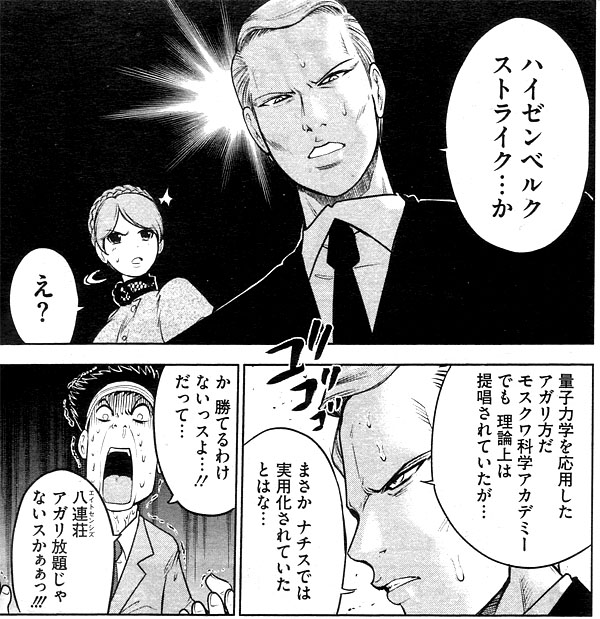 ハイゼンベルク
ストライク…か
え？
量子力学を応用した
アガリ方だ
モスクワ科学アカデミー
でも 理論上は
提唱されていたが…
ゴゴゴ
まさか ナチスでは
実用化されていた
とはな…
か 勝てるわけ
ないっスよ…!!
だって…
八連荘
エイトセンシズ
アガリ放題じゃ
ないスかぁぁっ!!!